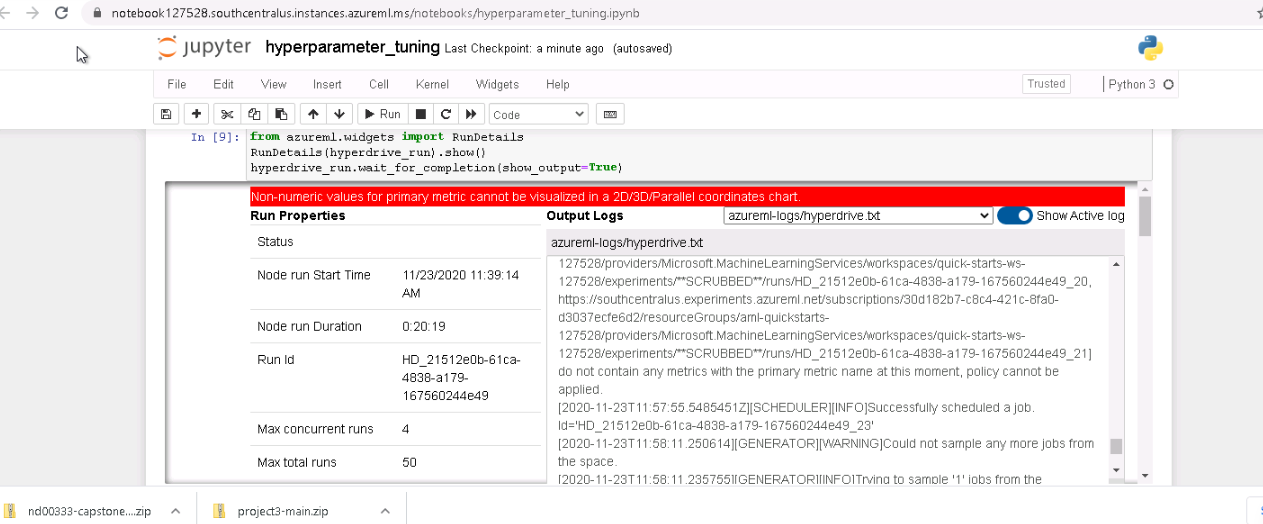 notebook127528.southcentralus.instances.azureml.ms/notebooks/hyperparameter_tuning.ipynb
jupyter hyperparameter_tuning Last Checkpoint: a minute ago (autosaved)
File Edit View Insert Cell Kernel Widgets Help Trusted Python 3
Run Code
In [9]: from azureml.widgets import RunDetails
RunDetails(hyperdrive_run).show()
hyperdrive_run.wait_for_completion(show_output=True)
Non-numeric values for primary metric cannot be visualized in a 2D/3D/Parallel coordinates chart.
Run Properties
Status
Node run Start Time 11/23/2020 11:39:14
AM
Node run Duration 0:20:19
Run Id HD_21512e0b-61ca-
4838-a179-
167560244e49
Max concurrent runs 4
Max total runs 50
Output Logs azureml-logs/hyperdrive.txt Show Active log
azureml-logs/hyperdrive.txt
127528/providers/Microsoft.MachineLearningServices/workspaces/quick-starts-ws-
127528/experiments/**SCRUBBED**/runs/HD_21512e0b-61ca-4838-a179-167560244e49_20,
https://southcentralus.experiments.azureml.net/subscriptions/30d182b7-c8c4-421c-8fa0-
d3037ecfe6d2/resourceGroups/aml-quickstarts-
127528/providers/Microsoft.MachineLearningServices/workspaces/quick-starts-ws-
127528/experiments/**SCRUBBED**/runs/HD_21512e0b-61ca-4838-a179-167560244e49_21]
do not contain any metrics with the primary metric name at this moment, policy cannot be
applied.
[2020-11-23T11:57:55.5485451Z][SCHEDULER][INFO]Successfully scheduled a job.
Id='HD_21512e0b-61ca-4838-a179-167560244e49_23'
[2020-11-23T11:58:11.250614][GENERATOR][WARNING]Could not sample any more jobs from
the space.
[2020-11-23T11:58:11.235755][GENERATOR][INFO]Trying to sample '1' jobs from the
nd00333-capstone....zip
project3-main.zip